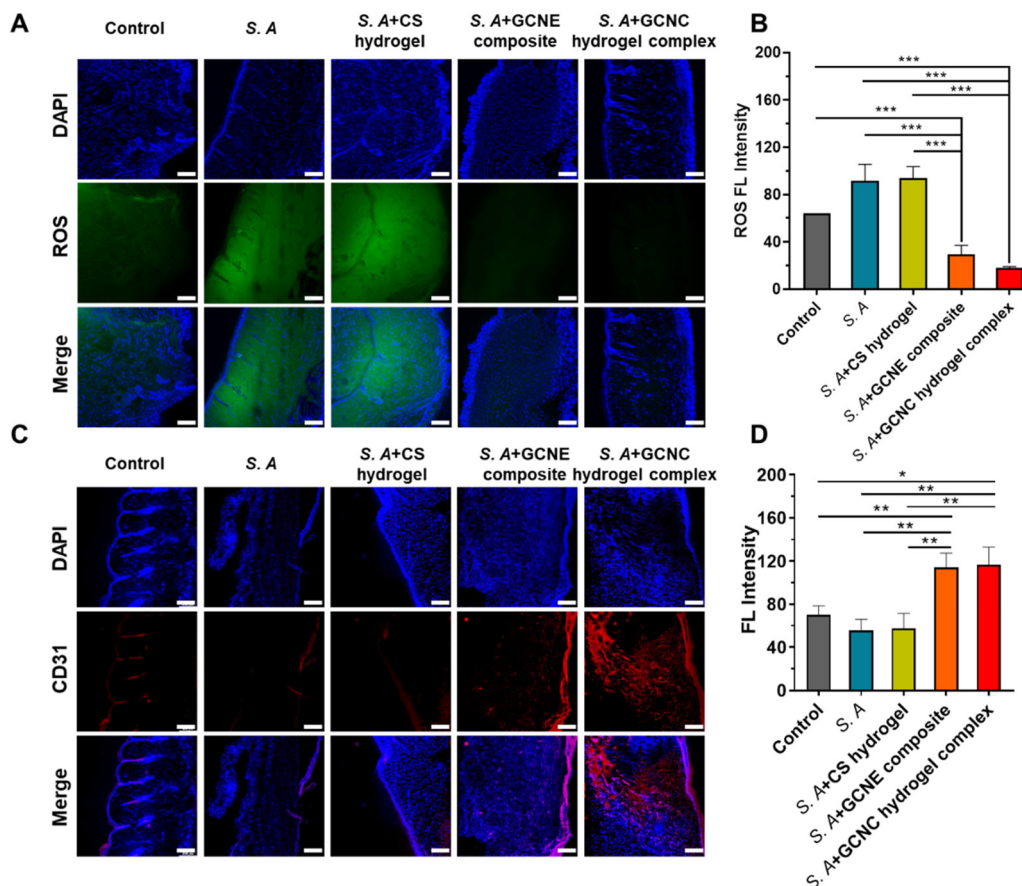 A
Control
S. A
S. A+CS
hydrogel
S. A+GCNE
composite
S. A+GCNC
hydrogel complex
DAPI
ROS
Merge
B
ROS FL Intensity
200
160
120
80
40
0
***
***
***
***
***
***
Control
S. A
S. A+CS hydrogel
S. A+GCNE composite
S. A+GCNC hydrogel complex
C
Control
S. A
S. A+CS
hydrogel
S. A+GCNE
composite
S. A+GCNC
hydrogel complex
DAPI
CD31
Merge
D
FL Intensity
200
160
120
80
40
0
*
**
**
**
**
**
Control
S. A
S. A+CS hydrogel
S. A+GCNE composite
S. A+GCNC hydrogel complex